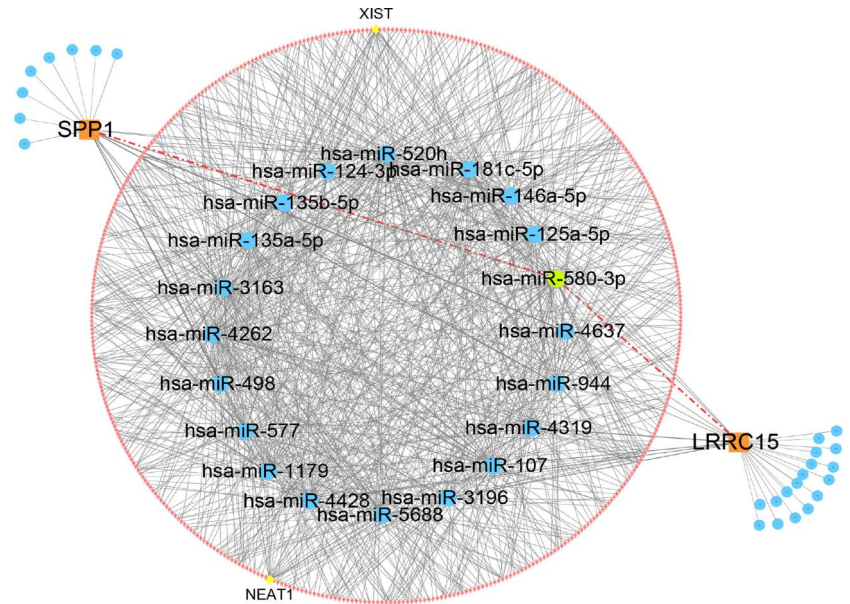 XIST
SPP1
hsa-miR-520h
hsa-miR-124-3p
hsa-miR-181c-5p
hsa-miR-135b-5p
hsa-miR-146a-5p
hsa-miR-135a-5p
hsa-miR-125a-5p
hsa-miR-580-3p
hsa-miR-3163
hsa-miR-4262
hsa-miR-4637
hsa-miR-498
hsa-miR-944
hsa-miR-577
hsa-miR-4319
LRRC15
hsa-miR-1179
hsa-miR-107
hsa-miR-4428
hsa-miR-3196
hsa-miR-5688
NEAT1